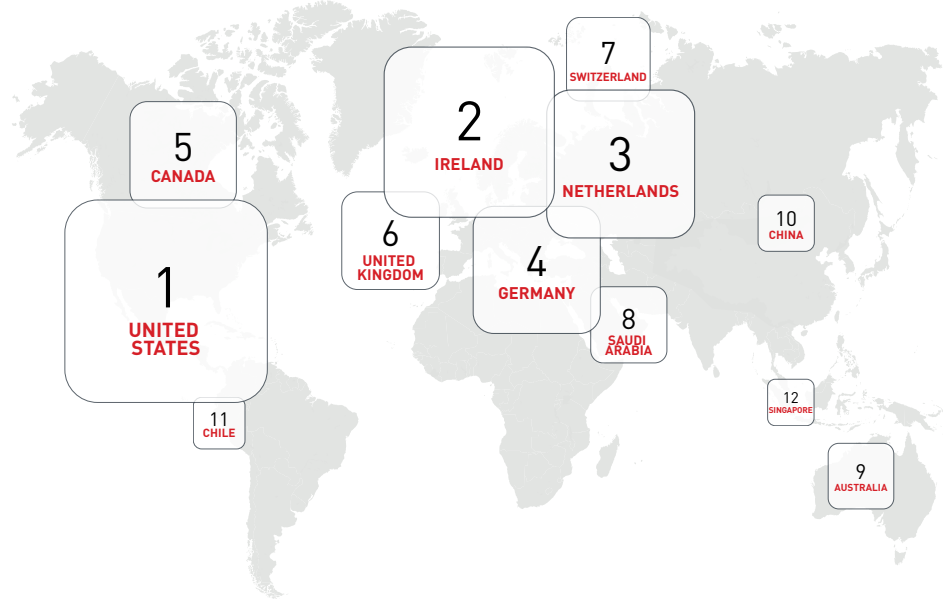 7
SWITZERLAND
2
IRELAND
5
CANADA
3
NETHERLANDS
10
CHINA
6
UNITED
KINGDOM
4
GERMANY
1
UNITED
STATES
8
SAUDI
ARABIA
12
SINGAPORE
11
CHILE
9
AUSTRALIA